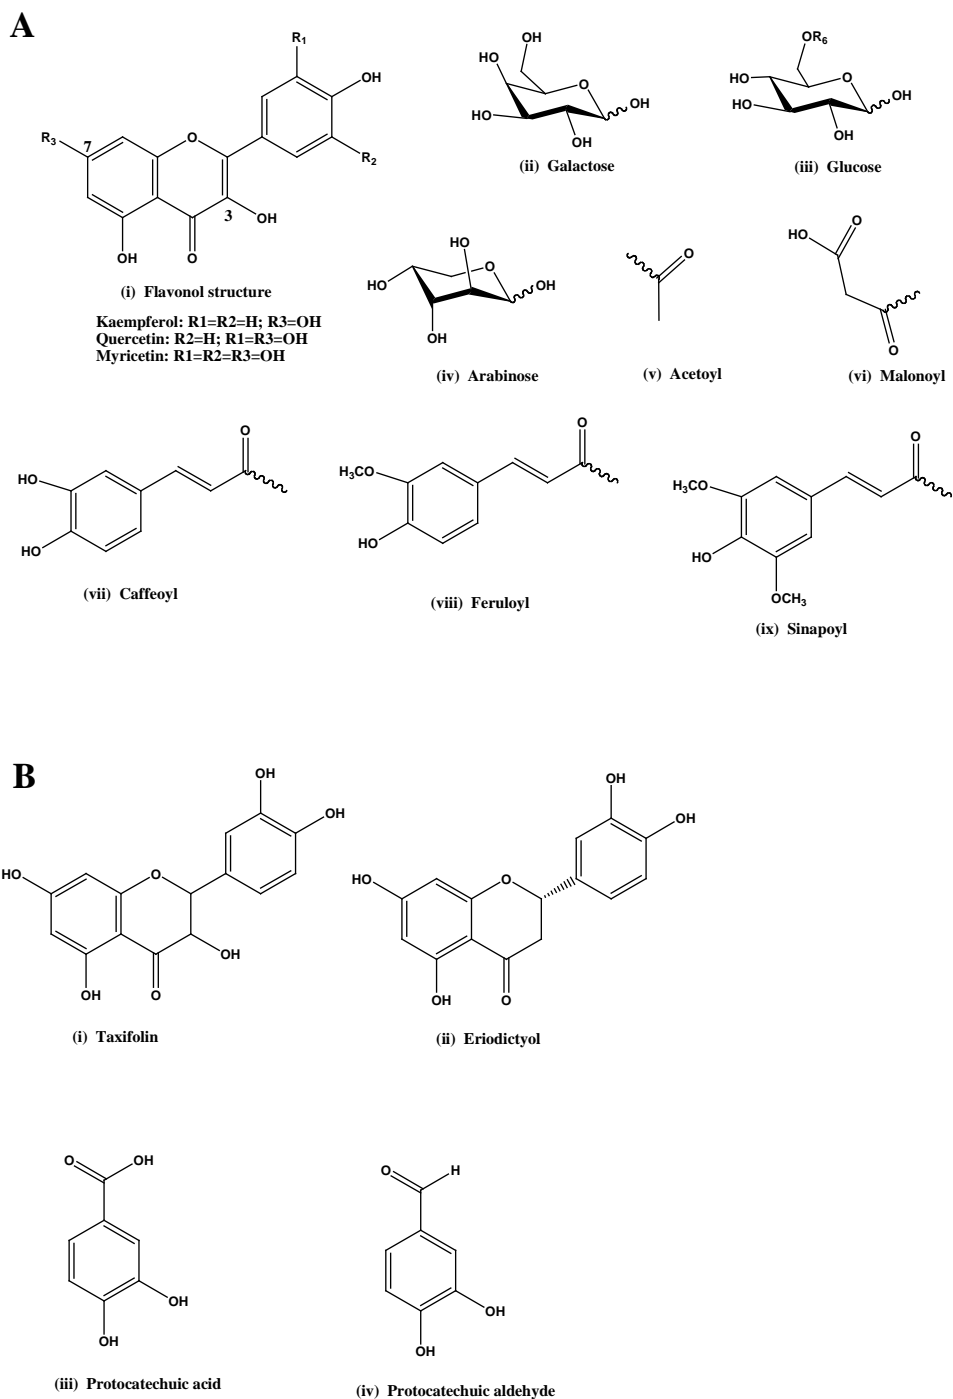 A
R1
OH
R3
7
O
R2
3
OH
OH
O
(i) Flavonol structure
Kaempferol: R1=R2=H; R3=OH
Quercetin: R2=H; R1=R3=OH
Myricetin: R1=R2=R3=OH
OH
HO
O
HO
OH
OH
(ii) Galactose
OR6
HO
O
HO
OH
OH
(iii) Glucose
HO
O
HO
OH
OH
(iv) Arabinose
O
(v) Acetoyl
HO
O
O
(vi) Malonoyl
O
HO
HO
(vii) Caffeoyl
O
H3CO
HO
(viii) Feruloyl
O
H3CO
HO
OCH3
(ix) Sinapoyl
B
OH
OH
HO
O
OH
OH
O
(i) Taxifolin
OH
OH
HO
O
OH
O
(ii) Eriodictyol
O
OH
OH
OH
(iii) Protocatechuic acid
O
H
OH
OH
(iv) Protocatechuic aldehyde